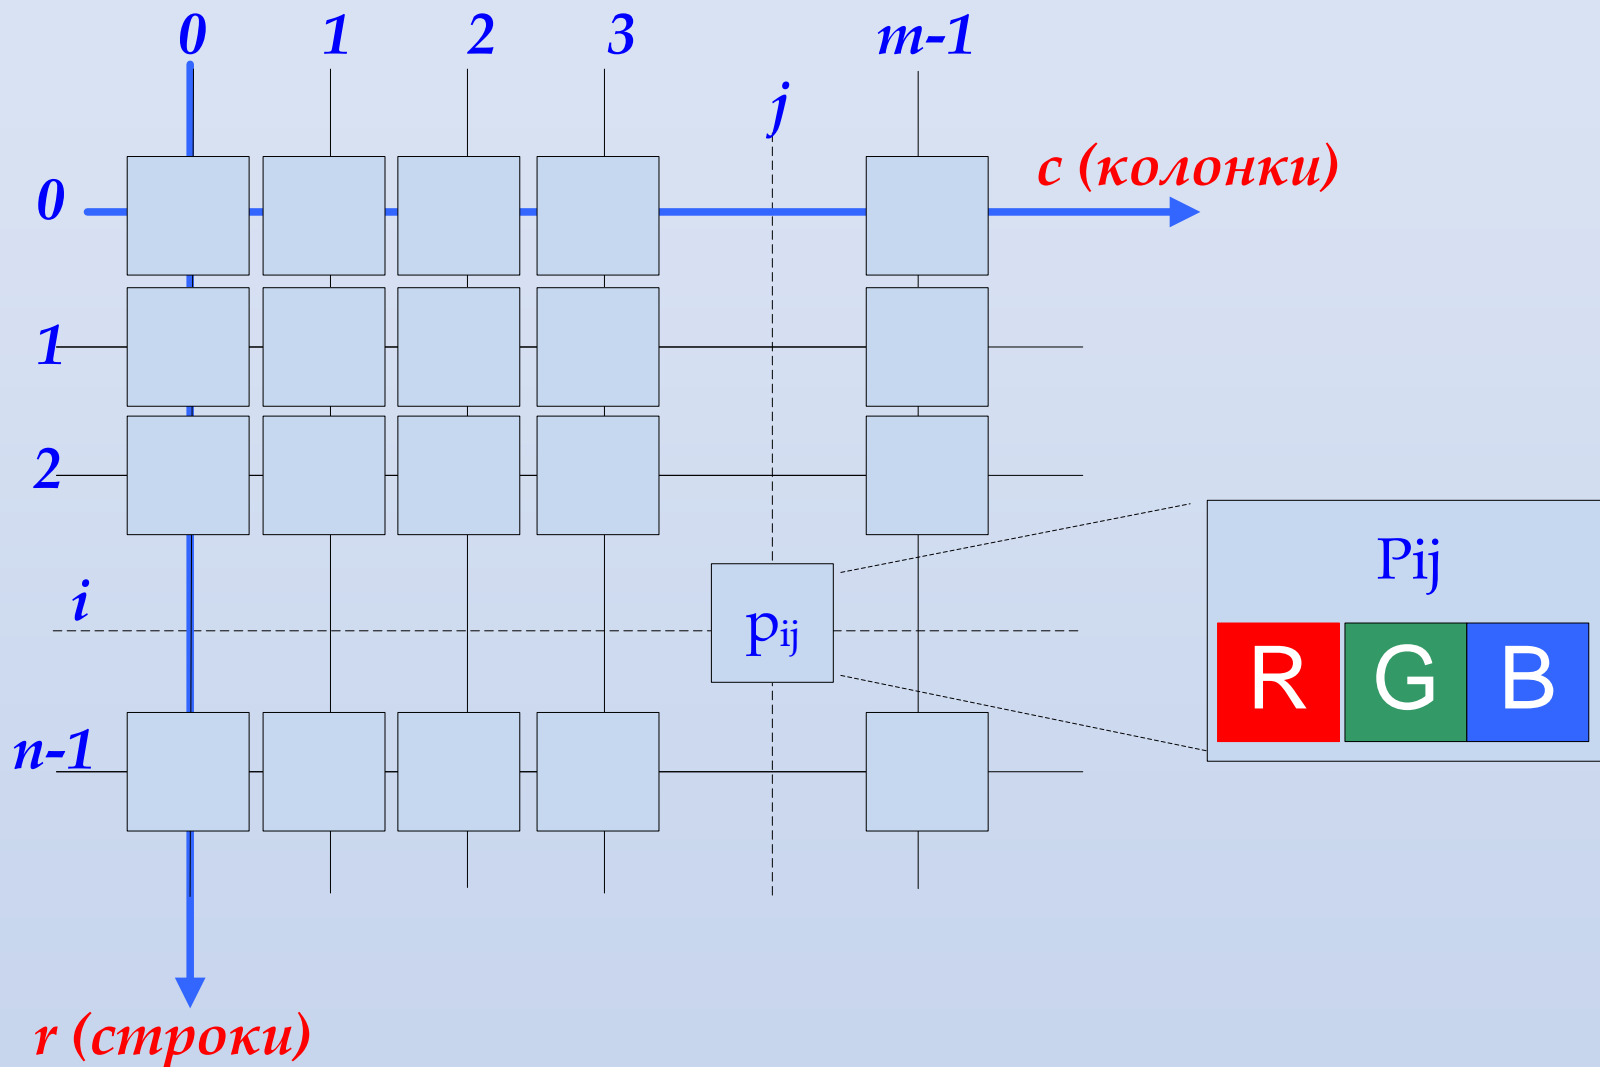 0 1 2 3 m-1
j
c (колонки)
0
1
2
Pij
i
pij
R G B
n-1
r (строки)